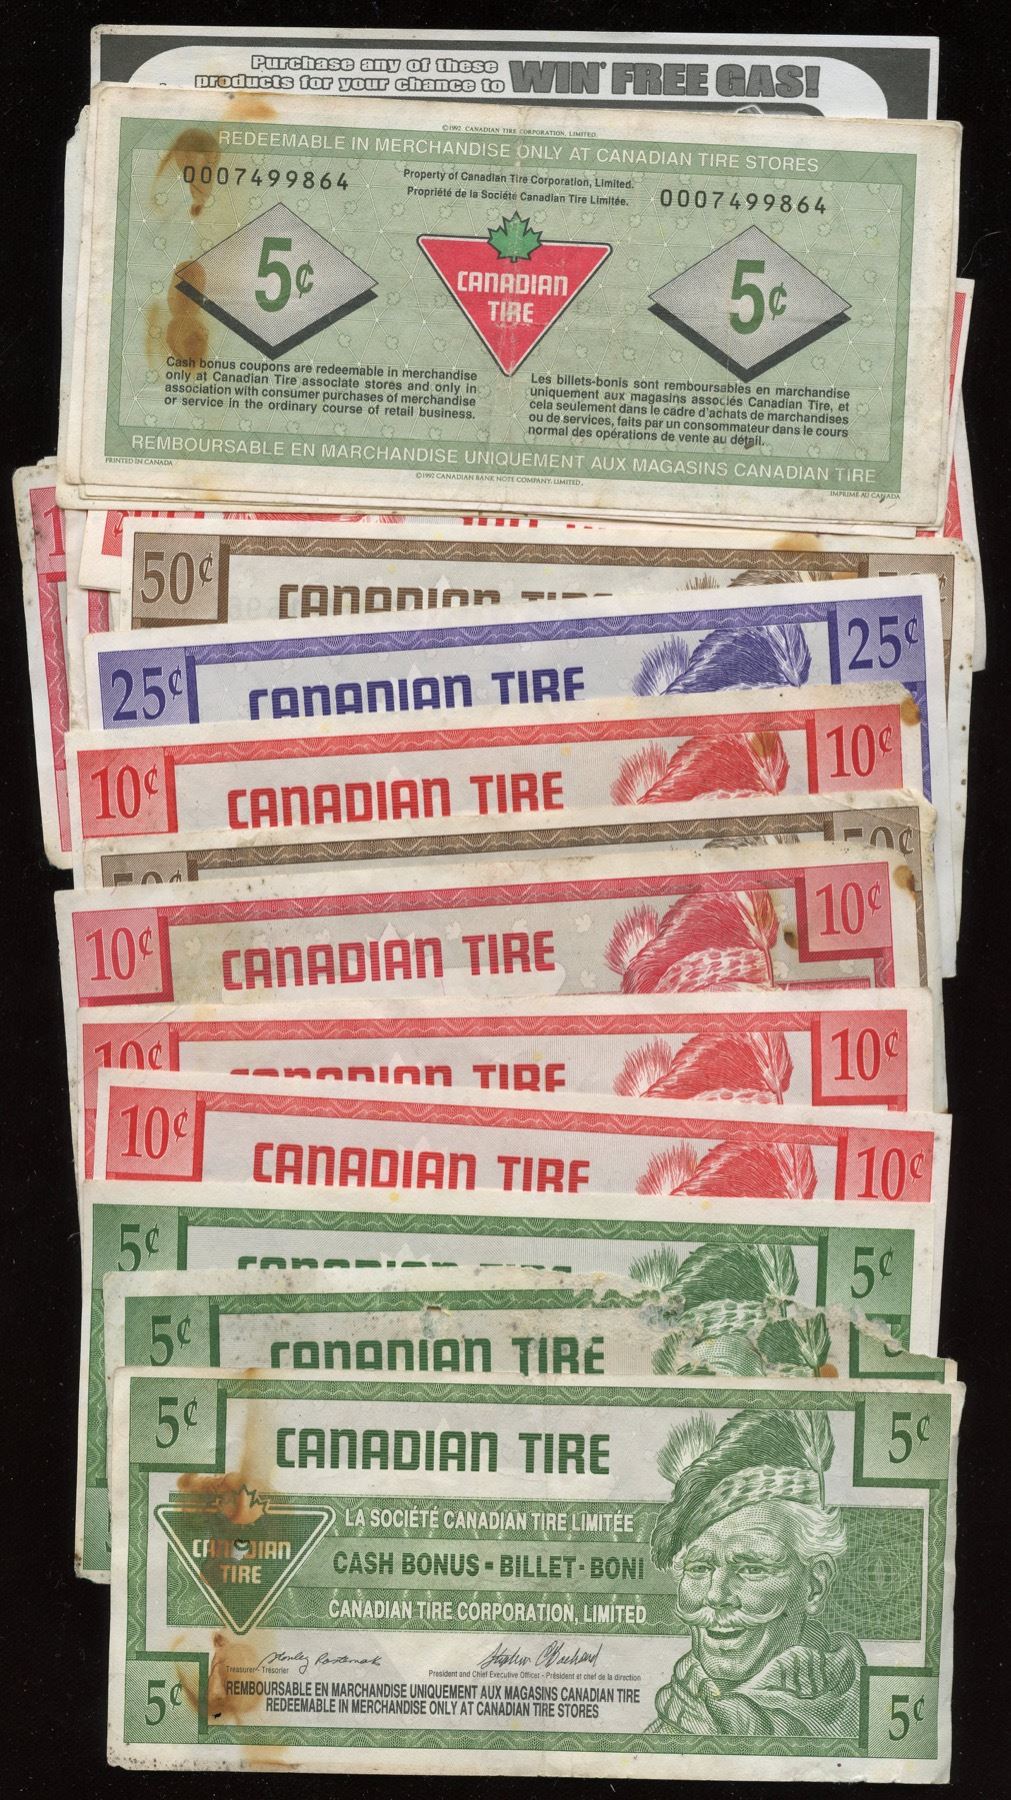 Purchase any of these
products for your chance to WIN' FREE GAS!
©1992 CANADIAN TIRE CORPORATION, LIMITED.
REDEEMABLE IN MERCHANDISE ONLY AT CANADIAN TIRE STORES
0007499864
Property of Canadian Tire Corporation, Limited.
Propriété de la Société Canadian Tire Limitée.
0007499864
5¢
CANADIAN
TIRE
5¢
Cash bonus coupons are redeemable in merchandise
only at Canadian Tire associate stores and only in
association with consumer purchases of merchandise
or service in the ordinary course of retail business.
Les billets-bonis sont remboursables en marchandise
uniquement aux magasins associés Canadian Tire, et
cela seulement dans le cadre d'achats de marchandises
ou de services, faits par un consommateur dans le cours
normal des opérations de vente au détail.
REMBOURSABLE EN MARCHANDISE UNIQUEMENT AUX MAGASINS CANADIAN TIRE
PRINTED IN CANADA
©1992 CANADIAN BANK NOTE COMPANY, LIMITED.
IMPRIMÉ AU CANADA
50¢ CANADIAN TIRE 50¢
25¢ CANADIAN TIRE 25¢
10¢ CANADIAN TIRE 10¢
50¢ 50¢
10¢ CANADIAN TIRE 10¢
10¢ CANADIAN TIRE 10¢
10¢ CANADIAN TIRE 10¢
5¢ CANADIAN TIRE 5¢
5¢ CANADIAN TIRE 5
5¢ CANADIAN TIRE 5¢
CANADIAN
TIRE
LA SOCIÉTÉ CANADIAN TIRE LIMITÉE
CASH BONUS - BILLET - BONI
CANADIAN TIRE CORPORATION, LIMITED
Stanley Pasternak
Treasurer - Trésorier
President and Chief Executive Officer - Président et chef de la direction
5¢
REMBOURSABLE EN MARCHANDISE UNIQUEMENT AUX MAGASINS CANADIAN TIRE
REDEEMABLE IN MERCHANDISE ONLY AT CANADIAN TIRE STORES
5¢